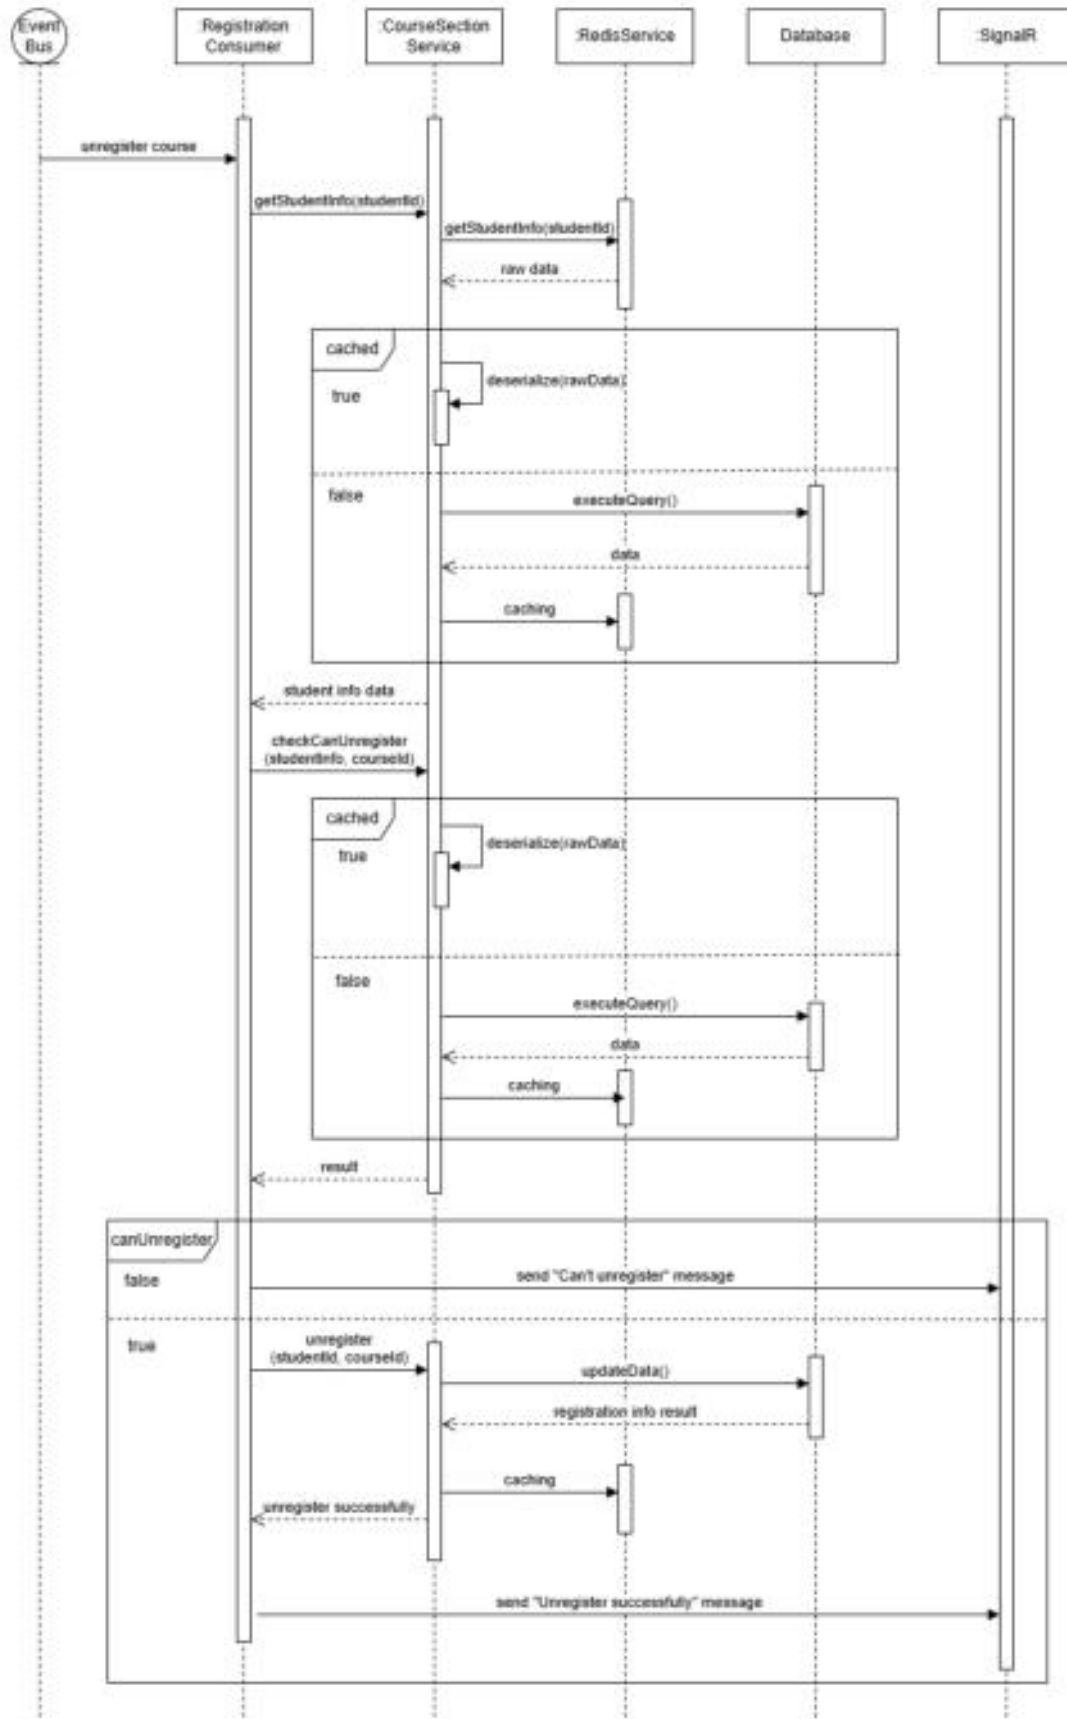 Event
Bus
:Registration
Consumer
:CourseSection
Service
:RedisService
Database
:SignalR
unregister course
getStudentInfo(studentId)
getStudentInfo(studentId)
raw data
cached
deserialize(rawData)
true
false
executeQuery()
data
caching
student info data
checkCanUnregister
(studentInfo, courseId)
cached
deserialize(rawData)
true
false
executeQuery()
data
caching
result
canUnregister
false
send "Can't unregister" message
true
unregister
(studentId, courseId)
updateData()
registration info result
caching
unregister successfully
send "Unregister successfully" message